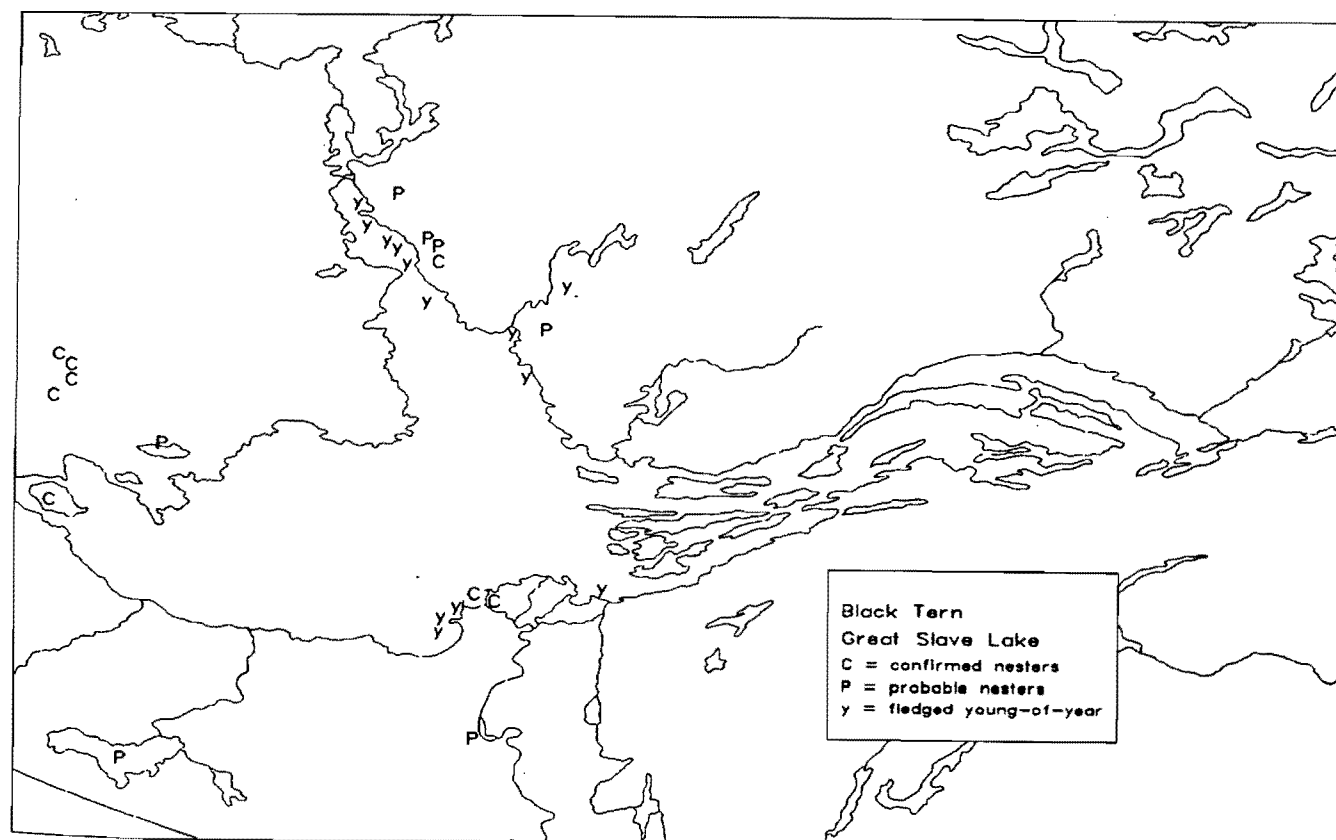 P
y
y
P
y
P
y
C
y
y
y
P
y
C
C
C
y
C
P
C
y
C
C
y
y
y
P
P
Black Tern
Great Slave Lake
C = confirmed nesters
P = probable nesters
y = fledged young-of-year